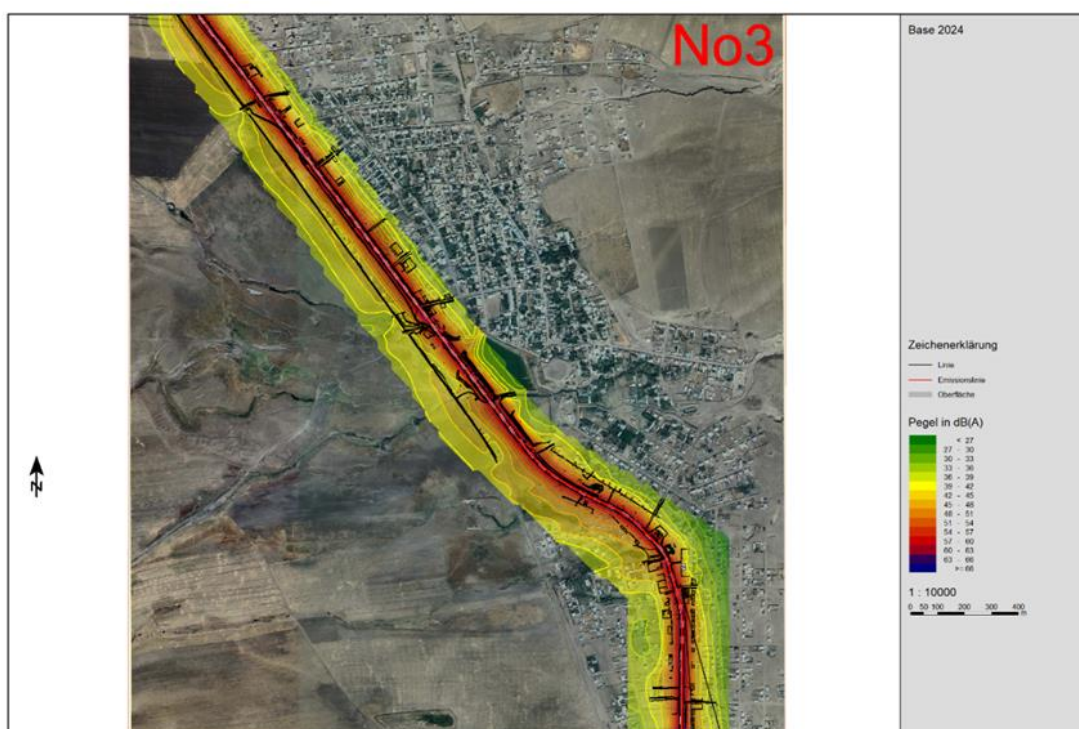 No3
Base 2024
Zeichenerklärung
Linie
Emissionslinie
Oberfläche
Pegel in dB(A)
< 27
27 - 30
30 - 33
33 - 36
36 - 39
39 - 42
42 - 45
45 - 48
48 - 51
51 - 54
54 - 57
57 - 60
60 - 63
63 - 66
>= 66
1 : 10000
0 50 100 200 300 400
m
N